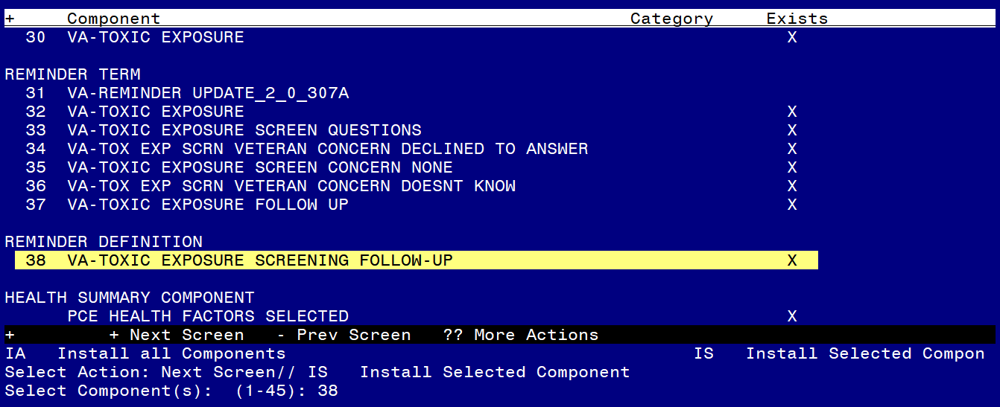 + Component Category Exists
30 VA-TOXIC EXPOSURE X
REMINDER TERM
31 VA-REMINDER UPDATE_2_0_307A
32 VA-TOXIC EXPOSURE X
33 VA-TOXIC EXPOSURE SCREEN QUESTIONS X
34 VA-TOX EXP SCRN VETERAN CONCERN DECLINED TO ANSWER X
35 VA-TOXIC EXPOSURE SCREEN CONCERN NONE X
36 VA-TOX EXP SCRN VETERAN CONCERN DOESNT KNOW X
37 VA-TOXIC EXPOSURE FOLLOW UP X
REMINDER DEFINITION
38 VA-TOXIC EXPOSURE SCREENING FOLLOW-UP X
HEALTH SUMMARY COMPONENT
PCE HEALTH FACTORS SELECTED X
+ + Next Screen - Prev Screen ?? More Actions
IA Install all Components IS Install Selected Compon
Select Action: Next Screen// IS Install Selected Component
Select Component(s): (1-45): 38